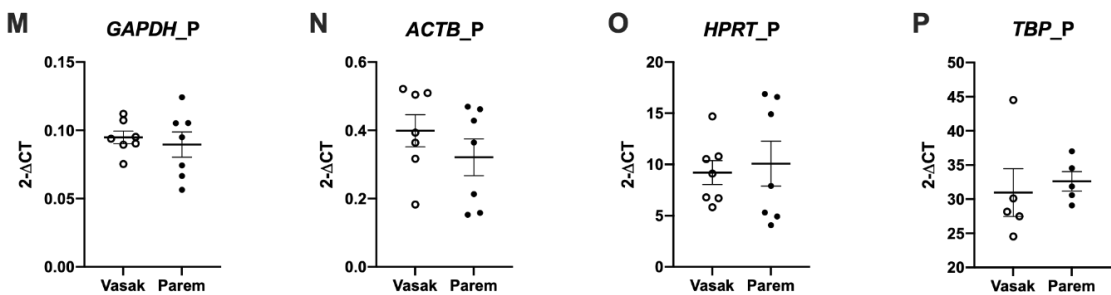 M GAPDH_P
2-ΔCT
0.15
0.10
0.05
0.00
Vasak Parem
N ACTB_P
2-ΔCT
0.6
0.4
0.2
0.0
Vasak Parem
O HPRT_P
2-ΔCT
20
15
10
5
0
Vasak Parem
P TBP_P
2-ΔCT
50
45
40
35
30
25
20
Vasak Parem